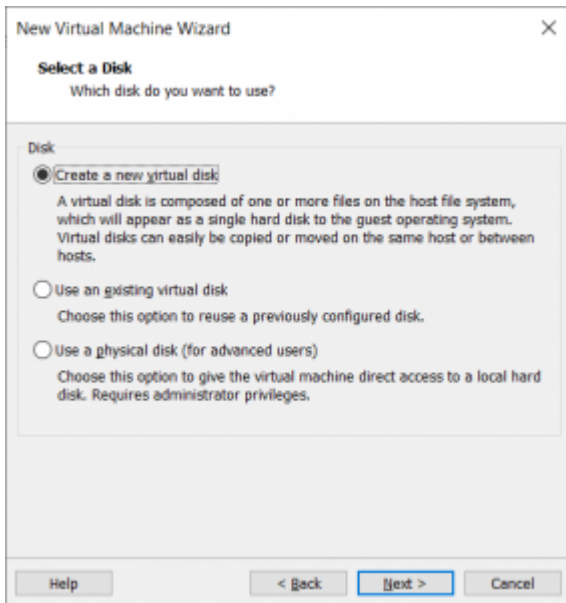 New Virtual Machine Wizard
Select a Disk
Which disk do you want to use?
Disk
Create a new virtual disk
A virtual disk is composed of one or more files on the host file system,
which will appear as a single hard disk to the guest operating system.
Virtual disks can easily be copied or moved on the same host or between
hosts.
Use an existing virtual disk
Choose this option to reuse a previously configured disk.
Use a physical disk (for advanced users)
Choose this option to give the virtual machine direct access to a local hard
disk. Requires administrator privileges.
Help
< Back
Next >
Cancel